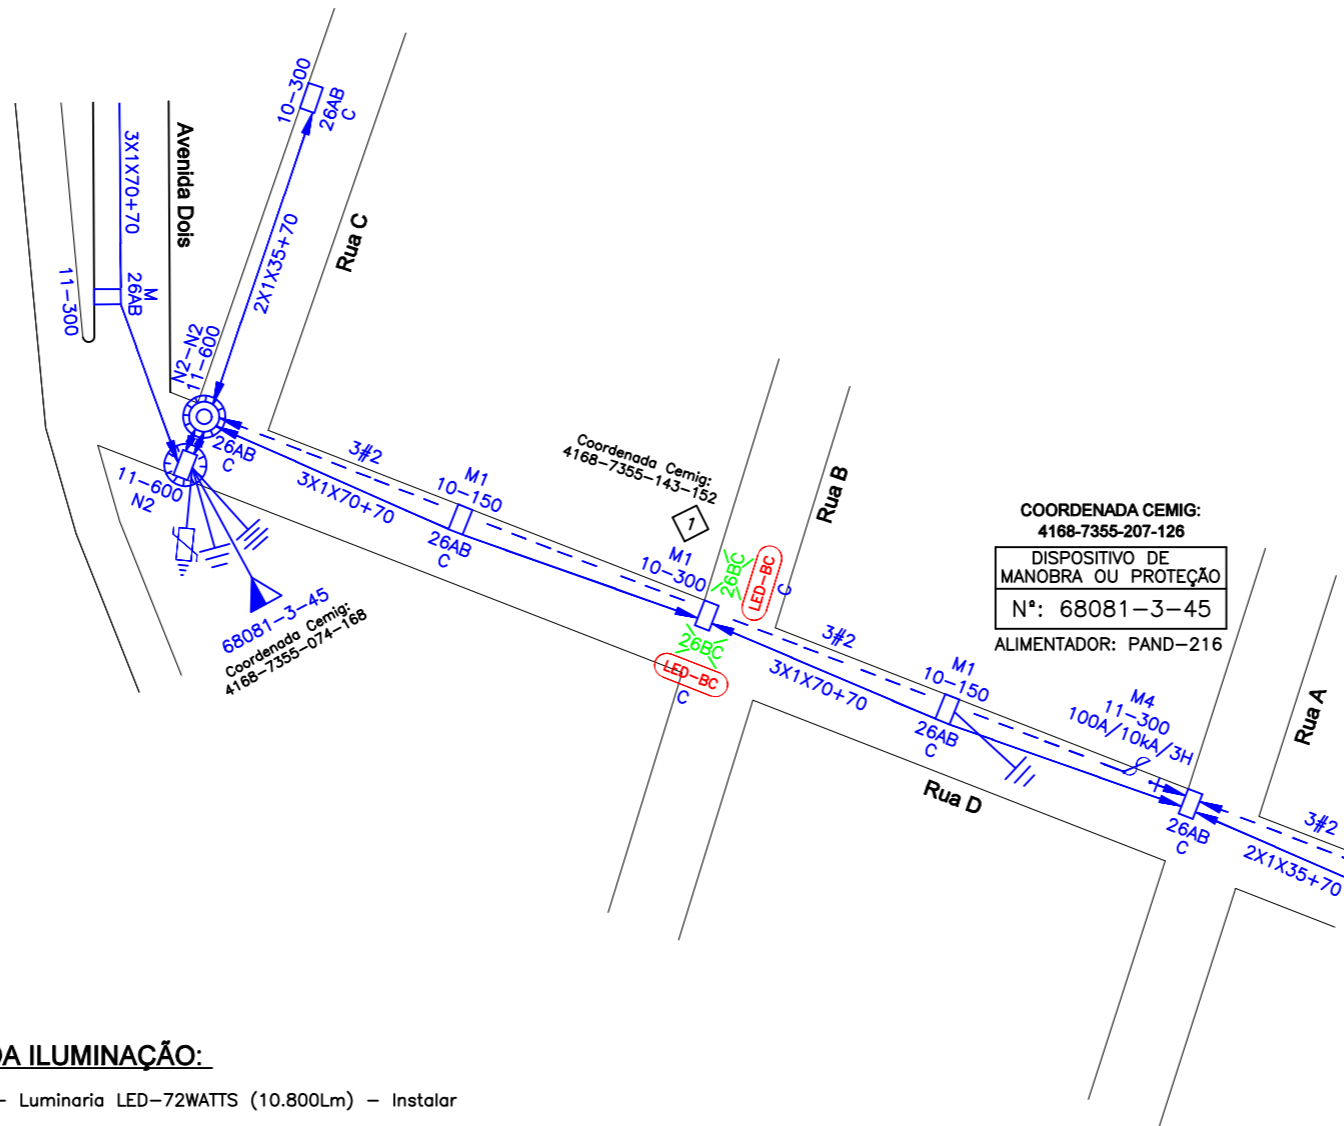 10-300
26AB
C
3X1X70+70
Avenida Dois
2X1X35+70
Rua C
M
26AB
11-300
N2-N2
11-600
26AB
C
11-600
N2
3#2
3X1X70+70
M1
10-150
26AB
C
68081-3-45
Coordenada Cemig:
4168-7355-074-168
Coordenada Cemig:
4168-7355-143-152
1
M1
10-300
26BC
LED-BC
C
26BC
LED-BC
C
Rua B
3#2
3X1X70+70
M1
10-150
26AB
C
Rua D
COORDENADA CEMIG:
4168-7355-207-126
DISPOSITIVO DE
MANOBRA OU PROTEÇÃO
Nº: 68081-3-45
ALIMENTADOR: PAND-216
M4
11-300
100A/10kA/3H
26AB
C
Rua A
3#2
2X1X35+70
DA ILUMINAÇÃO:
- Luminaria LED-72WATTS (10.800Lm) - Instalar